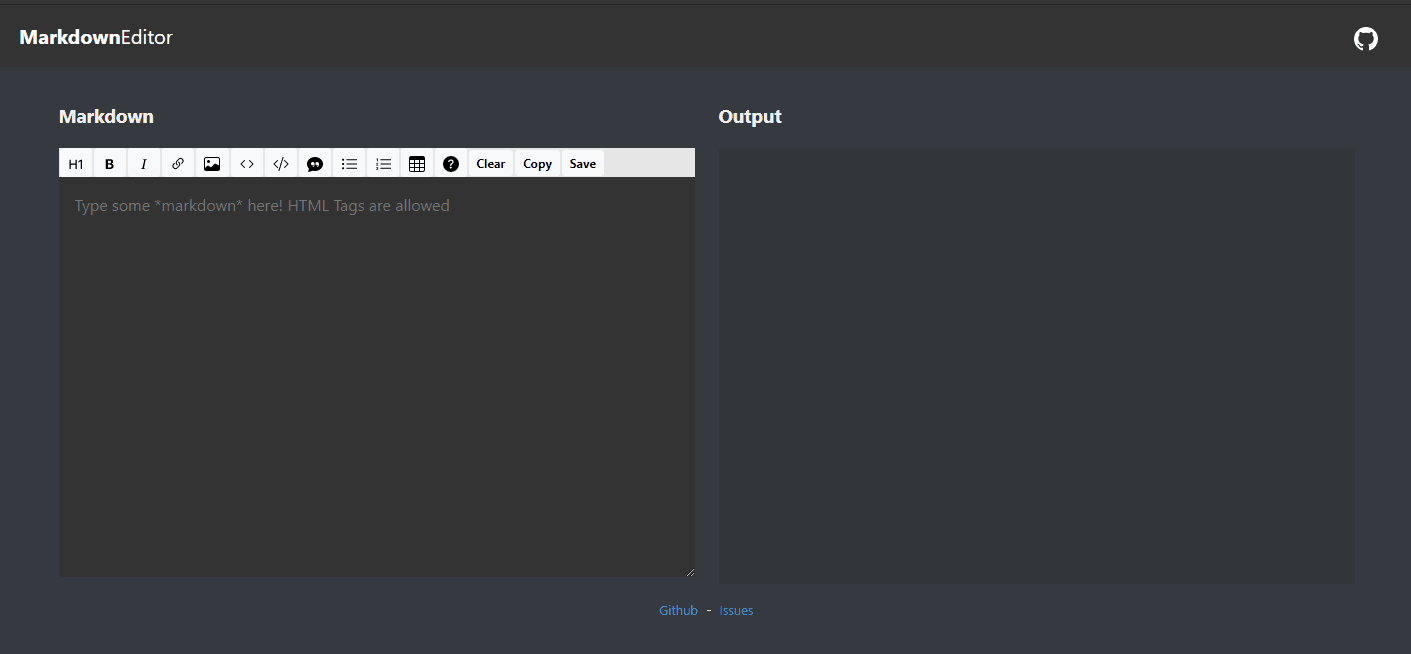 MarkdownEditor
Markdown
Output
H1 B I <> </> ? Clear Copy Save
Type some *markdown* here! HTML Tags are allowed
Github - Issues